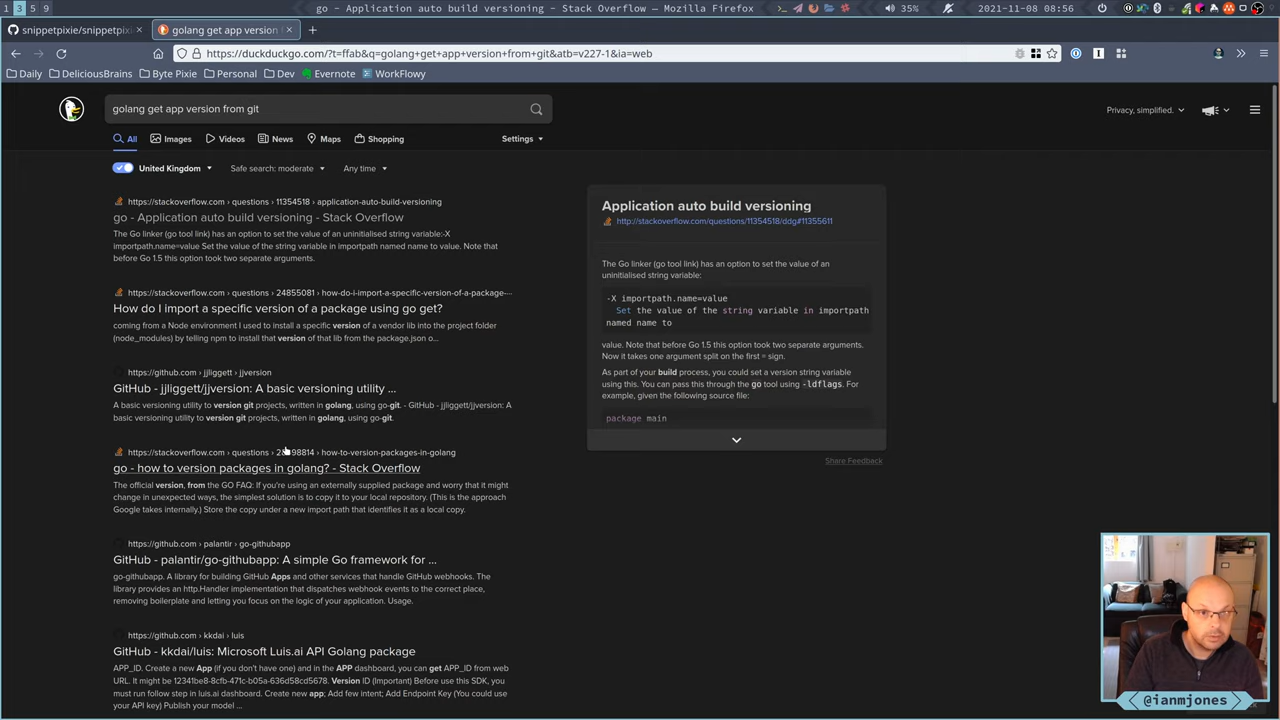 1 3 5 9
go - Application auto build versioning - Stack Overflow — Mozilla Firefox
35%
2021-11-08 08:56
snippetpixie/snippetpixi
golang get app version from
https://duckduckgo.com/?t=ffab&q=golang+get+app+version+from+git&atb=v227-1&ia=web
Daily
DeliciousBrains
Byte Pixie
Personal
Dev
Evernote
WorkFlowy
golang get app version from git
Privacy, simplified.
All
Images
Videos
News
Maps
Shopping
Settings
United Kingdom
Safe search: moderate
Any time
https://stackoverflow.com › questions › 11354518 › application-auto-build-versioning
go - Application auto build versioning - Stack Overflow
The Go linker (go tool link) has an option to set the value of an uninitialised string variable:-X
importpath.name=value Set the value of the string variable in importpath named name to value. Note that
before Go 1.5 this option took two separate arguments.
https://stackoverflow.com › questions › 24855081 › how-do-i-import-a-specific-version-of-a-package-...
How do I import a specific version of a package using go get?
coming from a Node environment I used to install a specific version of a vendor lib into the project folder
(node_modules) by telling npm to install that version of that lib from the package.json o...
https://github.com › jjliggett › jjversion
GitHub - jjliggett/jjversion: A basic versioning utility ...
A basic versioning utility to version git projects, written in golang, using go-git. - GitHub - jjliggett/jjversion: A
basic versioning utility to version git projects, written in golang, using go-git.
https://stackoverflow.com › questions › 2 98814 › how-to-version-packages-in-golang
go - how to version packages in golang? - Stack Overflow
The official version, from the GO FAQ: If you're using an externally supplied package and worry that it might
change in unexpected ways, the simplest solution is to copy it to your local repository. (This is the approach
Google takes internally.) Store the copy under a new import path that identifies it as a local copy.
https://github.com › palantir › go-githubapp
GitHub - palantir/go-githubapp: A simple Go framework for ...
go-githubapp. A library for building GitHub Apps and other services that handle GitHub webhooks. The
library provides an http.Handler implementation that dispatches webhook events to the correct place,
removing boilerplate and letting you focus on the logic of your application. Usage.
https://github.com › kkdai › luis
GitHub - kkdai/luis: Microsoft Luis.ai API Golang package
APP_ID. Create a new App (if you don't have one) and in the APP dashboard, you can get APP_ID from web
URL. It might be 12341be8-8cfb-471c-b05a-636d58cd5678. Version ID (Important) Before use this SDK, you
must run follow step in luis.ai dashboard. Create new app; Add few intent; Add Endpoint Key (You could use
your API key) Publish your model ...
Application auto build versioning
http://stackoverflow.com/questions/11354518/ddg#11355611
The Go linker (go tool link) has an option to set the value of an
uninitialised string variable:
-X importpath.name=value
Set the value of the string variable in importpath
named name to
value. Note that before Go 1.5 this option took two separate arguments.
Now it takes one argument split on the first = sign.
As part of your build process, you could set a version string variable
using this. You can pass this through the go tool using -ldflags. For
example, given the following source file:
package main
Share Feedback
@ianmjones